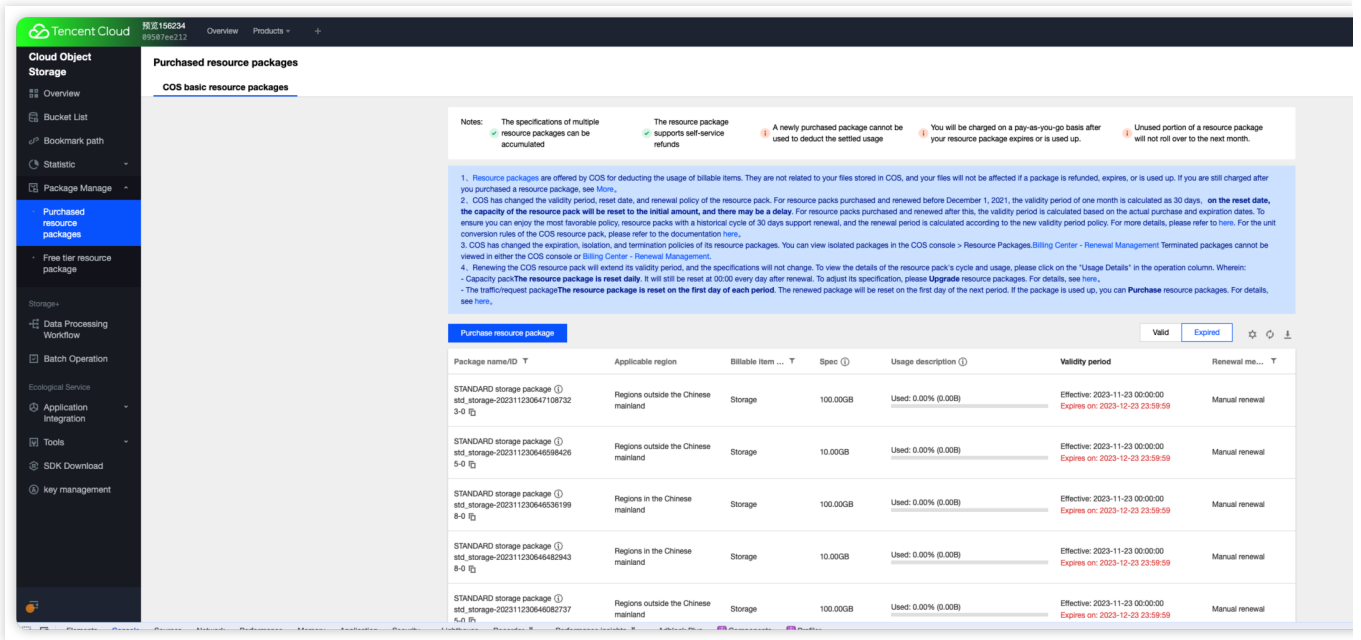 Tencent Cloud
预览156234
09507ee212
Overview
Products
Cloud Object
Storage
Overview
Bucket List
Bookmark path
Statistic
Package Manage
Purchased
resource
packages
Free tier resource
package
Storage+
Data Processing
Workflow
Batch Operation
Ecological Service
Application
Integration
Tools
SDK Download
key management
Purchased resource packages
COS basic resource packages
Notes:
The specifications of multiple
resource packages can be
accumulated
The resource package
supports self-service
refunds
A newly purchased package cannot be
used to deduct the settled usage
You will be charged on a pay-as-you-go basis after
your resource package expires or is used up.
Unused portion of a resource package
will not roll over to the next month.
1、Resource packages are offered by COS for deducting the usage of billable items. They are not related to your files stored in COS, and your files will not be affected if a package is refunded, expires, or is used up. If you are still charged after
you purchased a resource package, see More。
2、COS has changed the validity period, reset date, and renewal policy of the resource package. For resource packs purchased and renewed before December 1, 2021, the validity period of one month is calculated as 30 days, on the reset date,
the capacity of the resource pack will be reset to the initial amount, and there may be a delay. For resource packs purchased and renewed after this, the validity period is calculated based on the actual purchase and expiration dates. To
ensure you can enjoy the most favorable policy, resource packs with a historical cycle of 30 days support renewal, and the renewal period is calculated according to the new validity period policy. For more details, please refer to here. For the unit
conversion rules of the COS resource pack, please refer to the documentation here。
3. COS has changed the expiration, isolation, and termination policies of its resource packages. You can view isolated packages in the COS console > Resource Packages.Billing Center - Renewal Management Terminated packages cannot be
viewed in either the COS console or Billing Center - Renewal Management.
4、Renewing the COS resource pack will extend its validity period, and the specifications will not change. To view the details of the resource pack's cycle and usage, please click on the "Usage Details" in the operation column. Wherein:
- Capacity packThe resource package is reset daily. It will still be reset at 00:00 every day after renewal. To adjust its specification, please Upgrade resource packages. For details, see here。
- The traffic/request packageThe resource package is reset on the first day of each period. The renewed package will be reset on the first day of the next period. If the package is used up, you can Purchase resource packages. For details,
see here。
Purchase resource package
Valid
Expired
Package name/ID
Applicable region
Billable item ...
Spec
Usage description
Validity period
Renewal me...
STANDARD storage package
std_storage-202311230647108732
3-0
Regions outside the Chinese
mainland
Storage
100.00GB
Used: 0.00% (0.00B)
Effective: 2023-11-23 00:00:00
Expires on: 2023-12-23 23:59:59
Manual renewal
STANDARD storage package
std_storage-202311230646598426
5-0
Regions outside the Chinese
mainland
Storage
10.00GB
Used: 0.00% (0.00B)
Effective: 2023-11-23 00:00:00
Expires on: 2023-12-23 23:59:59
Manual renewal
STANDARD storage package
std_storage-202311230646536199
8-0
Regions in the Chinese
mainland
Storage
100.00GB
Used: 0.00% (0.00B)
Effective: 2023-11-23 00:00:00
Expires on: 2023-12-23 23:59:59
Manual renewal
STANDARD storage package
std_storage-202311230646482943
8-0
Regions in the Chinese
mainland
Storage
10.00GB
Used: 0.00% (0.00B)
Effective: 2023-11-23 00:00:00
Expires on: 2023-12-23 23:59:59
Manual renewal
STANDARD storage package
std_storage-202311230646082737
5-0
Regions outside the Chinese
mainland
Storage
100.00GB
Used: 0.00% (0.00B)
Effective: 2023-11-23 00:00:00
Expires on: 2023-12-23 23:59:59
Manual renewal